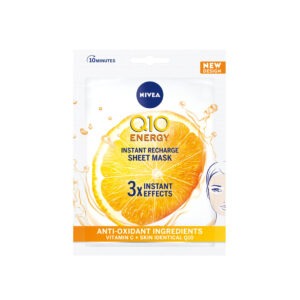 10 MINUTES
NEW
DESIGN
NIVEA
Q10
ENERGY
INSTANT RECHARGE
SHEET MASK
3x INSTANT
EFFECTS
ANTI-OXIDANT INGREDIENTS
VITAMIN C + SKIN IDENTICAL Q10